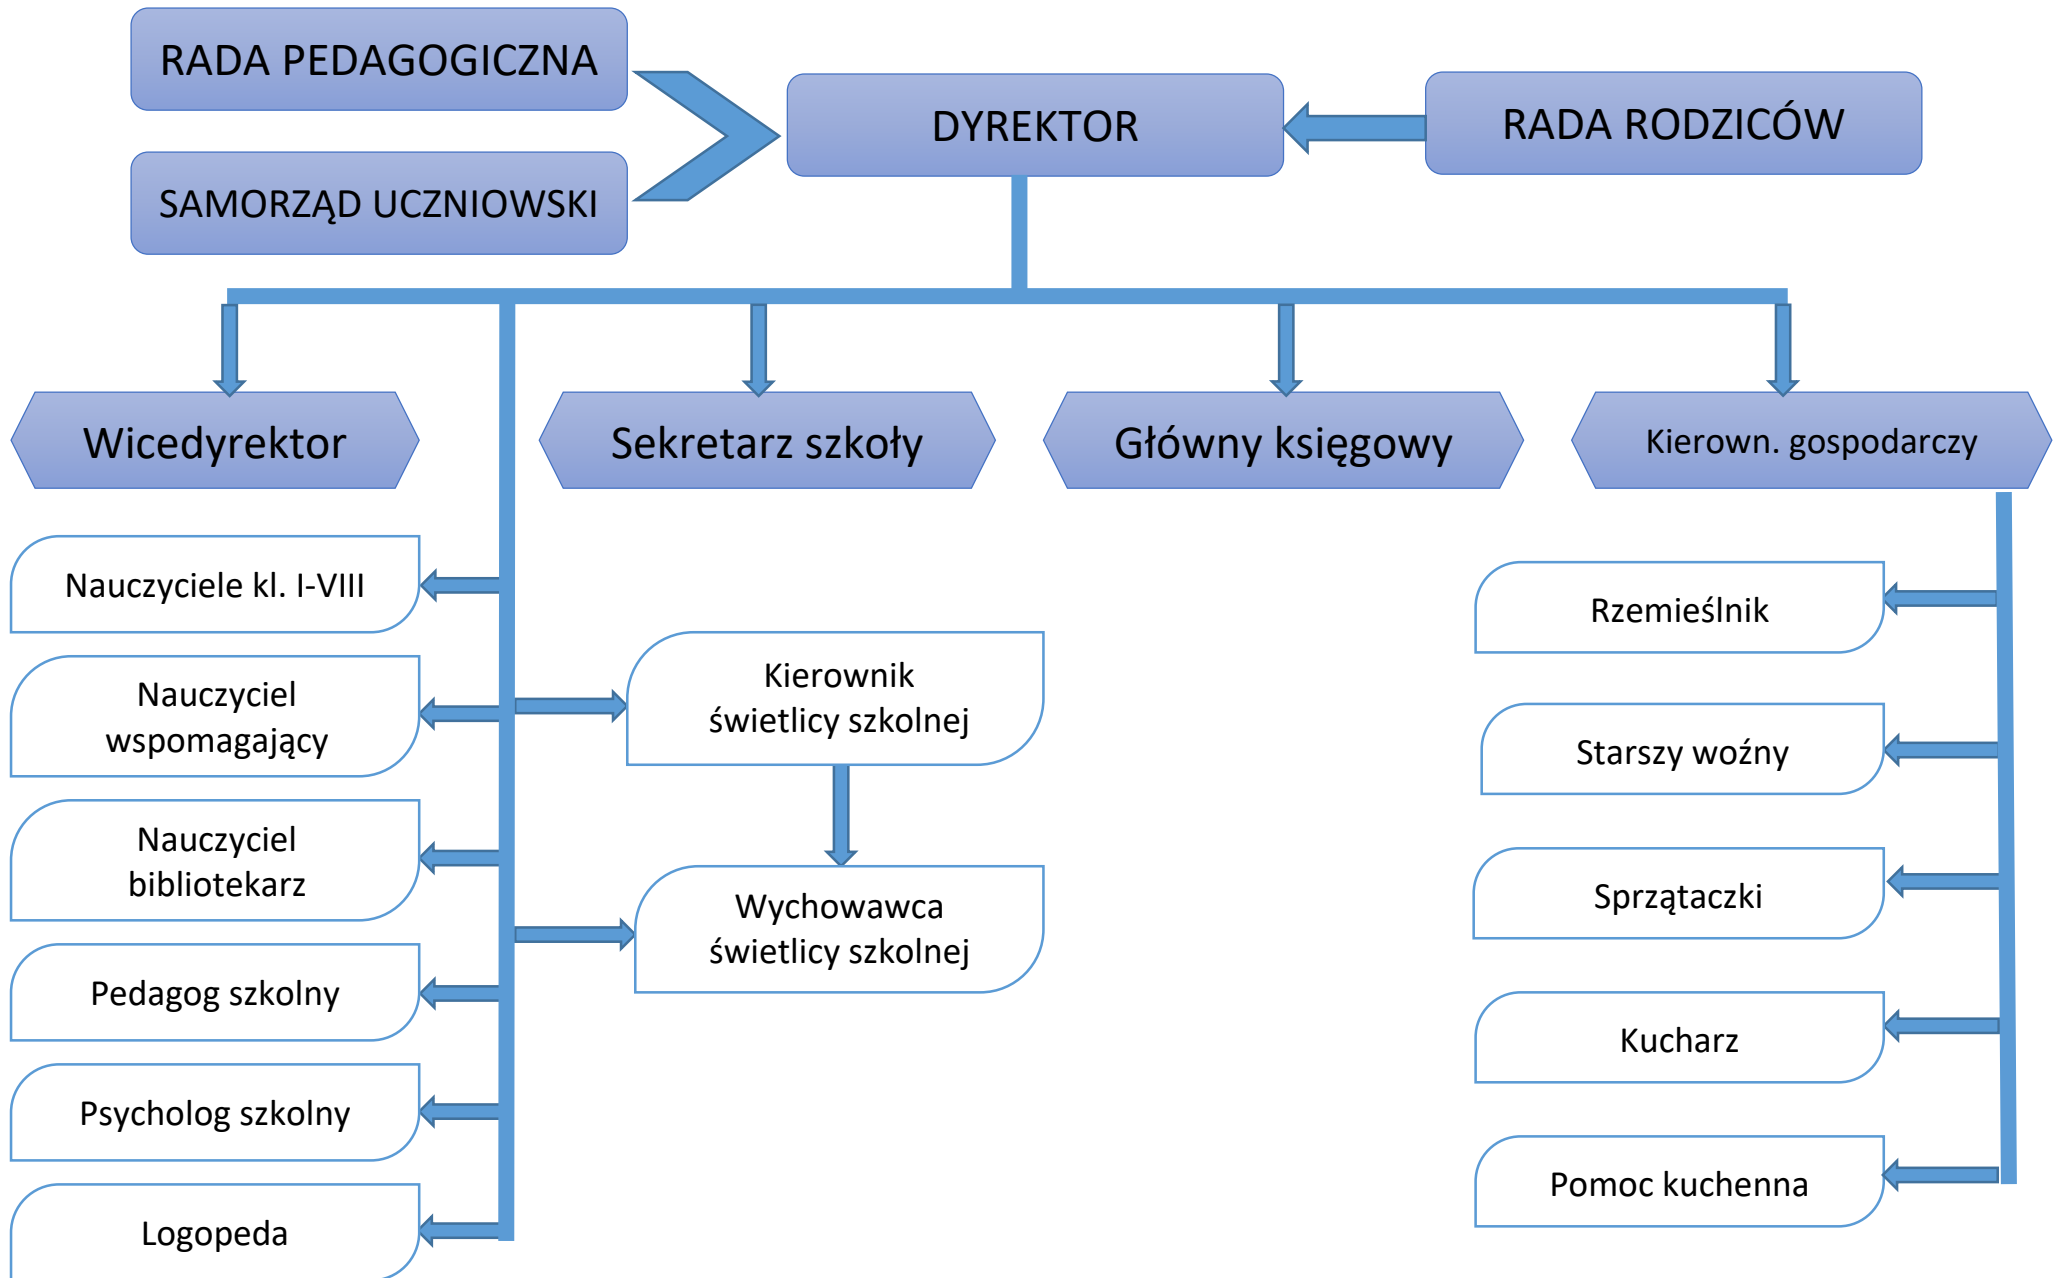 RADA PEDAGOGICZNA
DYREKTOR
RADA RODZICÓW
SAMORZĄD UCZNIOWSKI
Wicedyrektor
Sekretarz szkoły
Główny księgowy
Kierown. gospodarczy
Nauczyciele kl. I-VIII
Nauczyciel
wspomagający
Nauczyciel
bibliotekarz
Pedagog szkolny
Psycholog szkolny
Logopeda
Kierownik
świetlicy szkolnej
Wychowawca
świetlicy szkolnej
Rzemieślnik
Starszy woźny
Sprzątaczki
Kucharz
Pomoc kuchenna